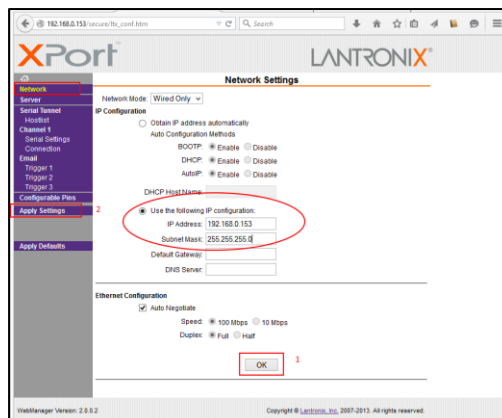 192.168.0.153/secure/ltx_conf.htm
Search
XPort
LANTRONIX
Network
Server
Serial Tunnel
Hostlist
Channel 1
Serial Settings
Connection
Email
Trigger 1
Trigger 2
Trigger 3
Configurable Pins
Apply Settings
2
Apply Defaults
Network Settings
Network Mode: Wired Only
IP Configuration
Obtain IP address automatically
Auto Configuration Methods
BOOTP: Enable Disable
DHCP: Enable Disable
AutoIP: Enable Disable
DHCP Host Name:
Use the following IP configuration:
IP Address: 192.168.0.153
Subnet Mask: 255.255.255.0
Default Gateway:
DNS Server:
Ethernet Configuration
Auto Negotiate
Speed: 100 Mbps 10 Mbps
Duplex: Full Half
OK
1
WebManager Version: 2.0.0.2
Copyright © Lantronix, Inc. 2007-2013. All rights reserved.